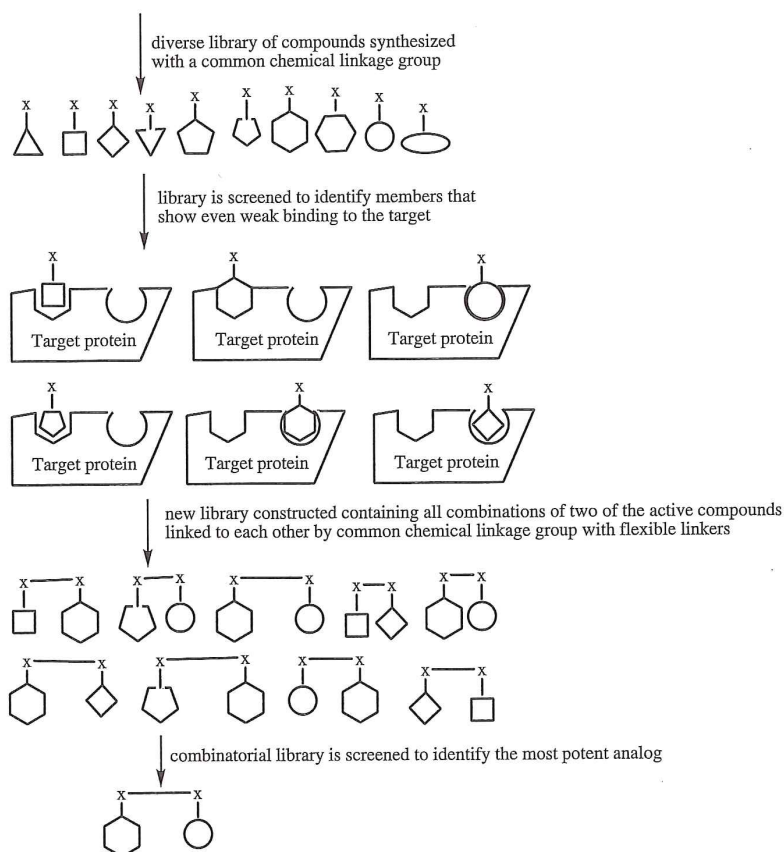 diverse library of compounds synthesized
with a common chemical linkage group
x x x x x x x x x x
library is screened to identify members that
show even weak binding to the target
x x x
Target protein Target protein Target protein
x x x
Target protein Target protein Target protein
new library constructed containing all combinations of two of the active compounds
linked to each other by common chemical linkage group with flexible linkers
x x x x x x x x x x
x x x x x x x x
combinatorial library is screened to identify the most potent analog
x x